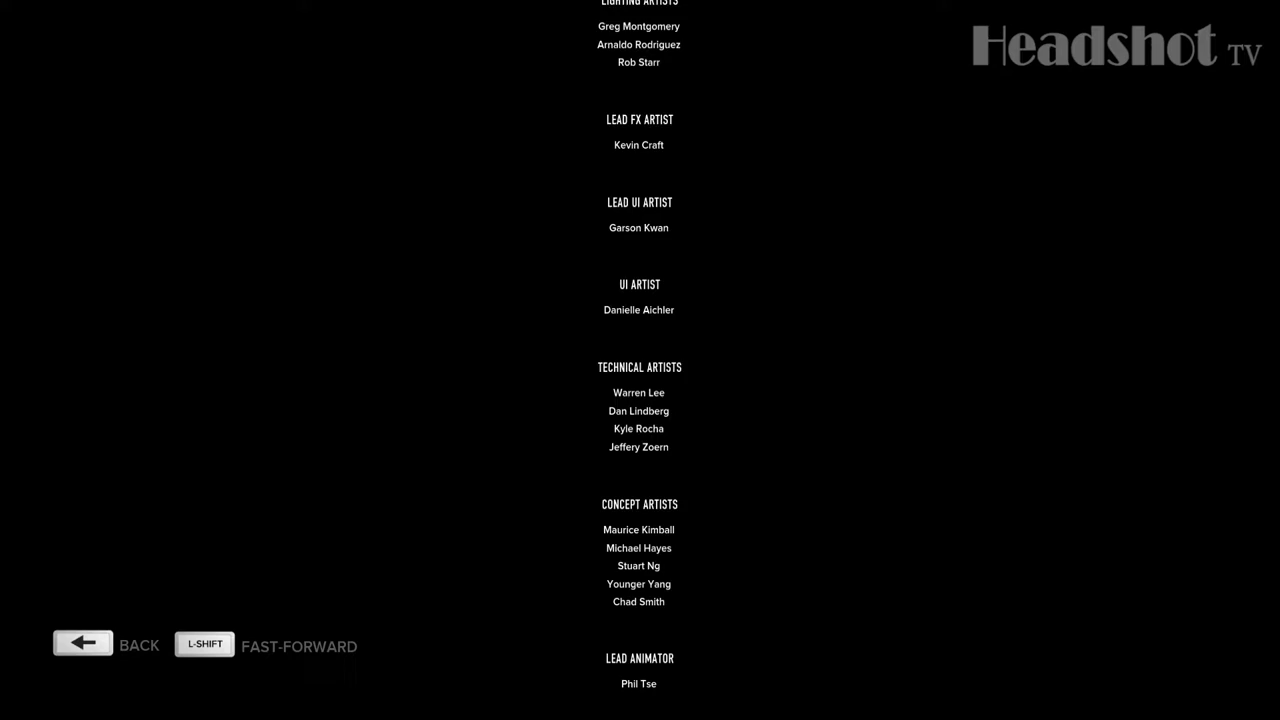 LIGHTING ARTISTS
Greg Montgomery
Arnaldo Rodriguez
Rob Starr
Headshot TV
LEAD FX ARTIST
Kevin Craft
LEAD UI ARTIST
Garson Kwan
UI ARTIST
Danielle Aichler
TECHNICAL ARTISTS
Warren Lee
Dan Lindberg
Kyle Rocha
Jeffery Zoern
CONCEPT ARTISTS
Maurice Kimball
Michael Hayes
Stuart Ng
Younger Yang
Chad Smith
BACK L-SHIFT FAST-FORWARD
LEAD ANIMATOR
Phil Tse